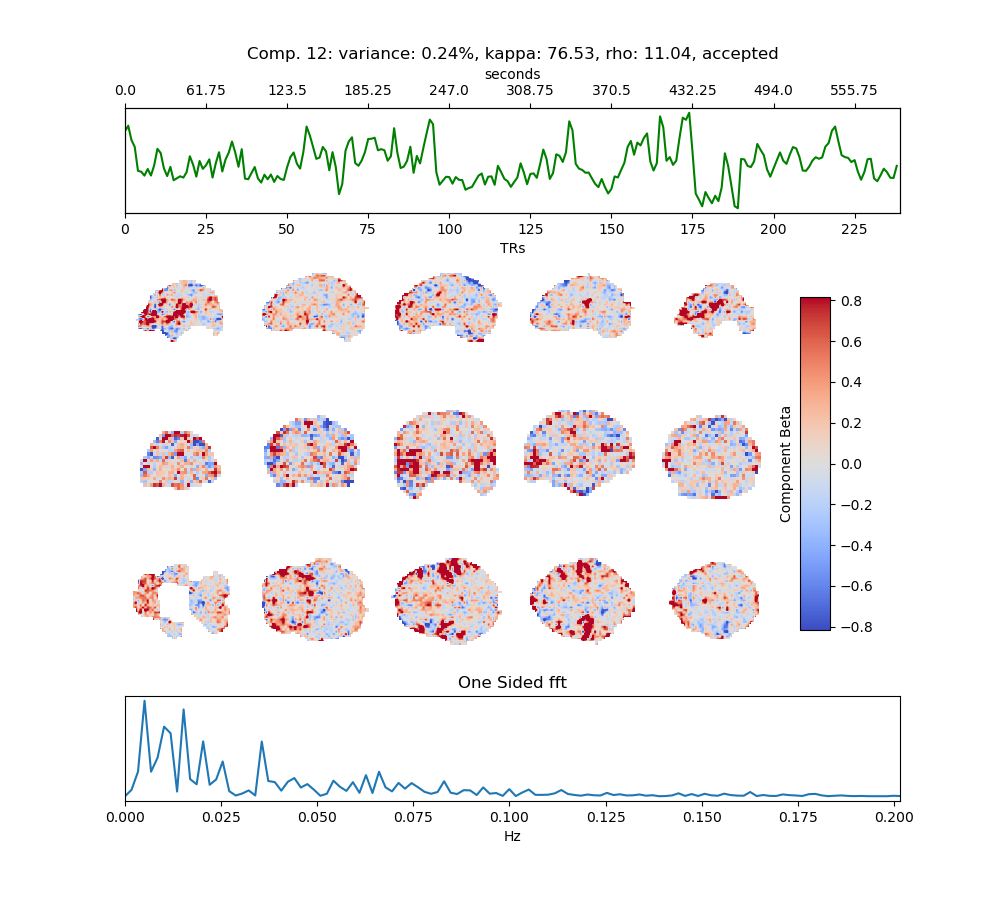 Comp. 12: variance: 0.24%, kappa: 76.53, rho: 11.04, accepted
seconds
0.0 61.75 123.5 185.25 247.0 308.75 370.5 432.25 494.0 555.75
0 25 50 75 100 125 150 175 200 225
TRs
0.8
0.6
0.4
0.2
0.0
−0.2
−0.4
−0.6
−0.8
Component Beta
One Sided fft
0.000 0.025 0.050 0.075 0.100 0.125 0.150 0.175 0.200
Hz